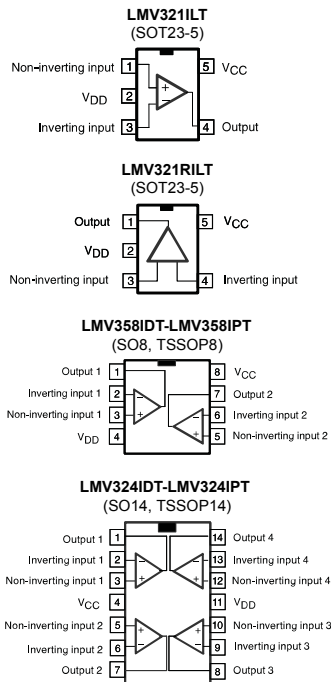 LMV321ILT
(SOT23-5)
Non-inverting input 1 5 VCC
VDD 2
Inverting input 3 4 Output
LMV321RILT
(SOT23-5)
Output 1 5 VCC
VDD 2
Non-inverting input 3 4 Inverting input
LMV358IDT-LMV358IPT
(SO8, TSSOP8)
Output 1 1 8 VCC
Inverting input 1 2 7 Output 2
Non-inverting input 1 3 6 Inverting input 2
VDD 4 5 Non-inverting input 2
LMV324IDT-LMV324IPT
(SO14, TSSOP14)
Output 1 1 14 Output 4
Inverting input 1 2 13 Inverting input 4
Non-inverting input 1 3 12 Non-inverting input 4
VCC 4 11 VDD
Non-inverting input 2 5 10 Non-inverting input 3
Inverting input 2 6 9 Inverting input 3
Output 2 7 8 Output 3